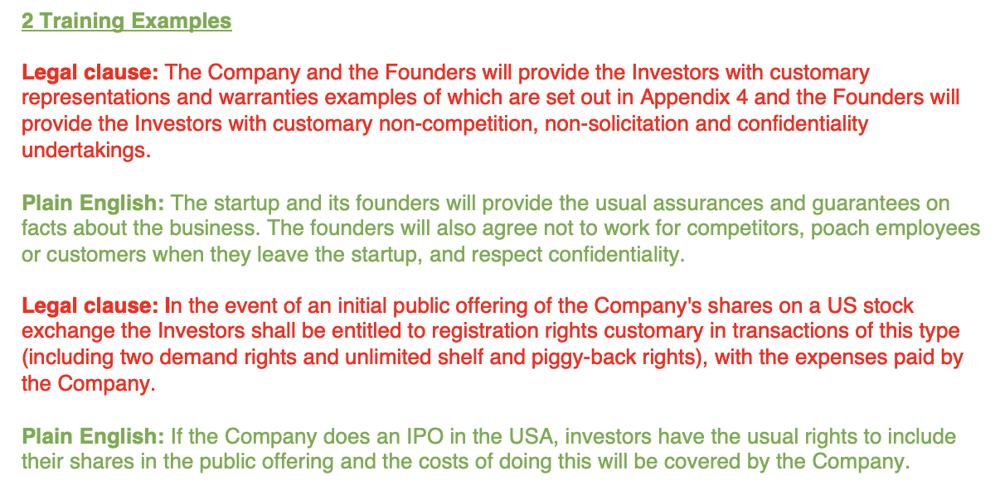 2 Training Examples
Legal clause: The Company and the Founders will provide the Investors with customary
representations and warranties examples of which are set out in Appendix 4 and the Founders will
provide the Investors with customary non-competition, non-solicitation and confidentiality
undertakings.
Plain English: The startup and its founders will provide the usual assurances and guarantees on
facts about the business. The founders will also agree not to work for competitors, poach employees
or customers when they leave the startup, and respect confidentiality.
Legal clause: In the event of an initial public offering of the Company's shares on a US stock
exchange the Investors shall be entitled to registration rights customary in transactions of this type
(including two demand rights and unlimited shelf and piggy-back rights), with the expenses paid by
the Company.
Plain English: If the Company does an IPO in the USA, investors have the usual rights to include
their shares in the public offering and the costs of doing this will be covered by the Company.